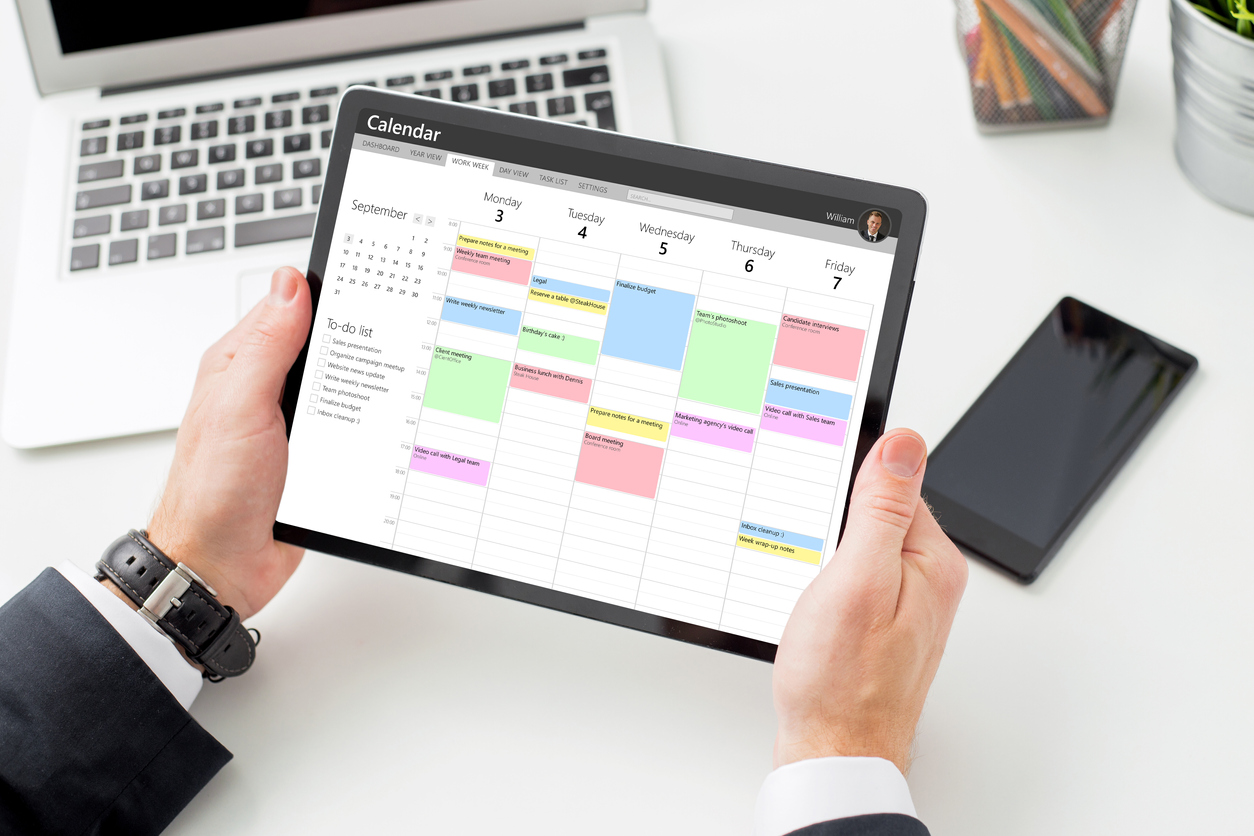 Calendar
DASHBOARD YEAR VIEW WORK WEEK DAY VIEW TASK LIST SETTINGS SEARCH...
William
September < >
1 2
3 4 5 6 7 8 9
10 11 12 13 14 15 16
17 18 19 20 21 22 23
24 25 26 27 28 29 30
31
To-do list
Sales presentation
Organize campaign meetup
Website news update
Write weekly newsletter
Team photoshoot
Finalize budget
Inbox cleanup :)
8:00
9:00
10:00
11:00
12:00
13:00
14:00
15:00
16:00
17:00
18:00
19:00
20:00
Monday
3
Prepare notes for a meeting
Weekly team meeting
Conference room
Write weekly newsletter
Client meeting
@ClientOffice
Video call with Legal team
Online
Tuesday
4
Legal
Reserve a table @SteakHouse
Birthday's cake :)
Business lunch with Dennis
Steak House
Wednesday
5
Finalize budget
Prepare notes for a meeting
Board meeting
Conference room
Thursday
6
Team's photoshoot
@PhotoStudio
Marketing agency's video call
Online
Friday
7
Candidate interviews
Conference room
Sales presentation
Video call with Sales team
Online
Inbox cleanup :)
Week wrap-up notes